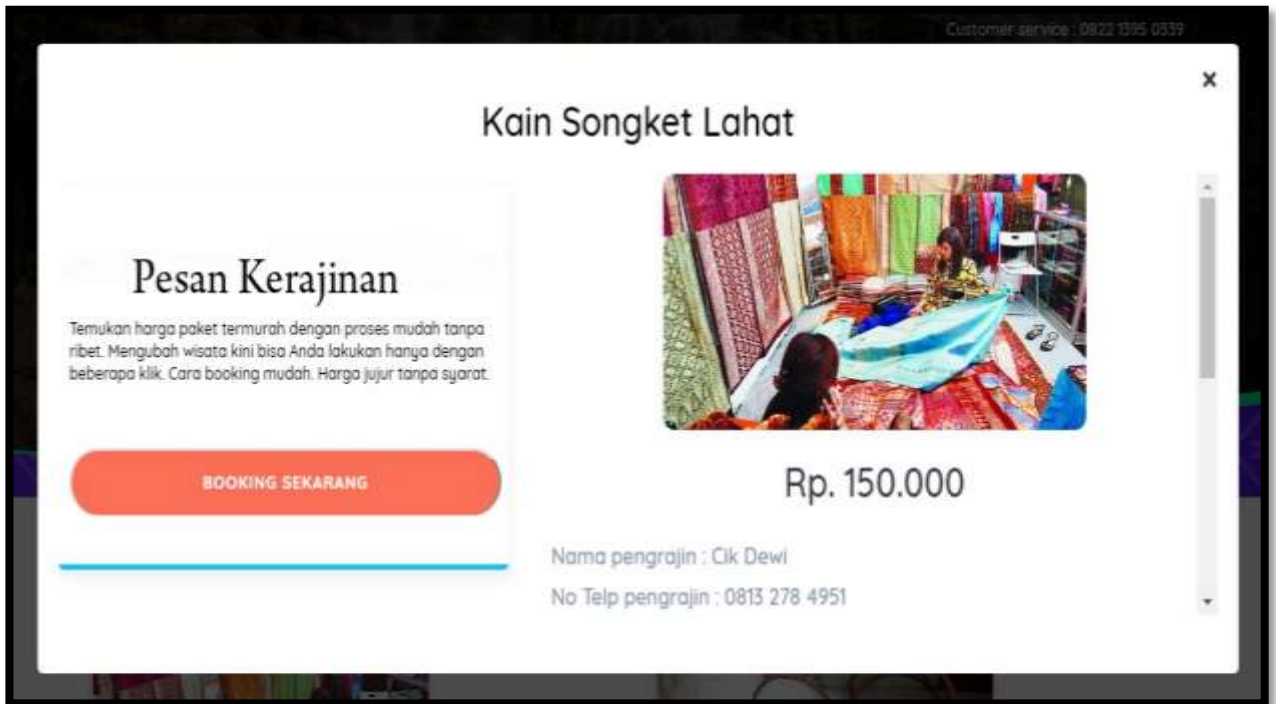 Customer service : 0822 1395 0339
x
Kain Songket Lahat
Pesan Kerajinan
Temukan harga paket termurah dengan proses mudah tanpa
ribet. Mengubah wisata kini bisa Anda lakukan hanya dengan
beberapa klik. Cara booking mudah. Harga jujur tanpa syarat.
BOOKING SEKARANG
Rp. 150.000
Nama pengrajin : Cik Dewi
No Telp pengrajin : 0813 278 4951